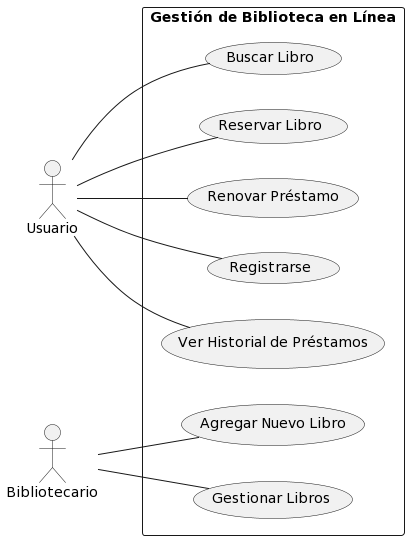 Gestión de Biblioteca en Línea
Buscar Libro
Reservar Libro
Renovar Préstamo
Usuario
Registrarse
Ver Historial de Préstamos
Agregar Nuevo Libro
Bibliotecario
Gestionar Libros